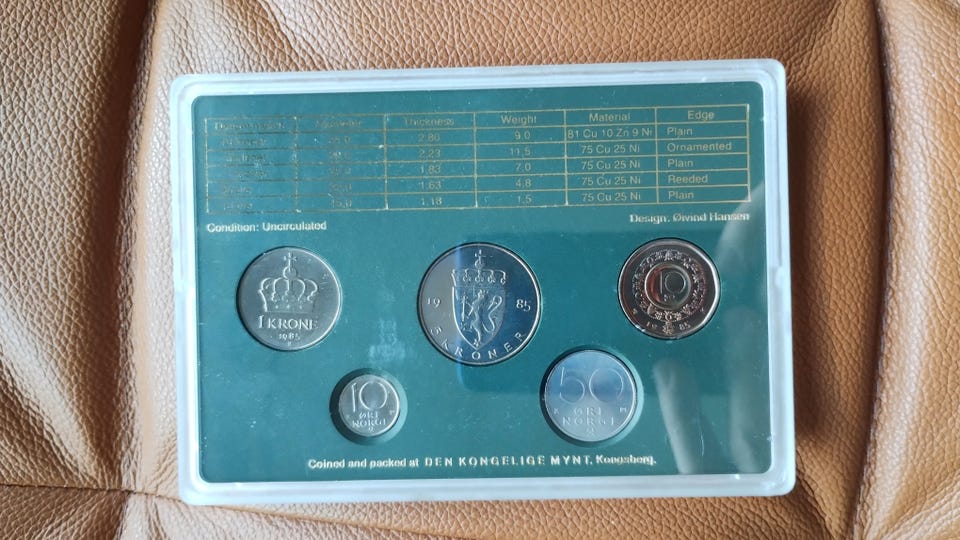 Thickness Weight Material Edge
2.80 9.0 81 Cu 10 Zn 9 Ni Plain
2.23 11.5 75 Cu 25 Ni Ornamented
1.83 7.0 75 Cu 25 Ni Plain
1.63 4.8 75 Cu 25 Ni Reeded
1.18 1.5 75 Cu 25 Ni Plain
Condition: Uncirculated
Design: Øivind Hansen
1 KRONE
1985
19 85
5 KRONER
10
1985
10
ØRE
NORGE
50
ØRE
NORGE
Coined and packed at DEN KONGELIGE MYNT, Kongsberg.